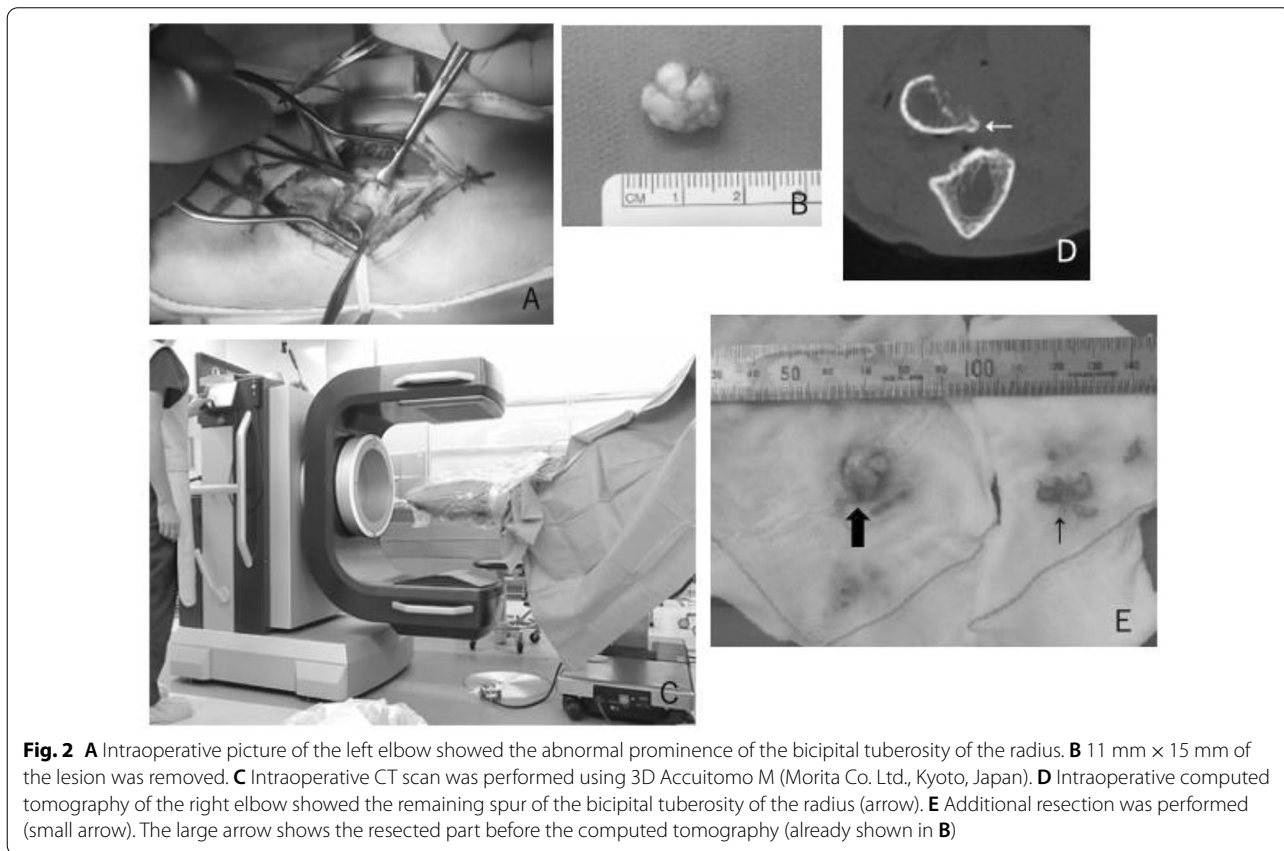 A
CM 1 2
B
D
50 100
E
C
Fig. 2 A Intraoperative picture of the left elbow showed the abnormal prominence of the bicipital tuberosity of the radius. B 11 mm × 15 mm of
the lesion was removed. C Intraoperative CT scan was performed using 3D Accuitomo M (Morita Co. Ltd., Kyoto, Japan). D Intraoperative computed
tomography of the right elbow showed the remaining spur of the bicipital tuberosity of the radius (arrow). E Additional resection was performed
(small arrow). The large arrow shows the resected part before the computed tomography (already shown in B)